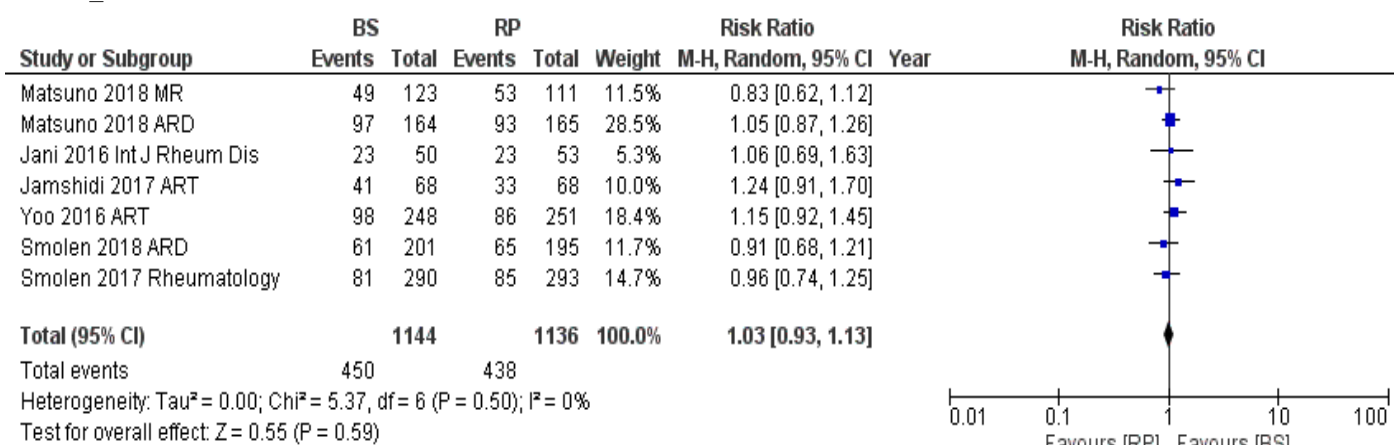 BS RP Risk Ratio Risk Ratio
Study or Subgroup Events Total Events Total Weight M-H, Random, 95% CI Year M-H, Random, 95% CI
Matsuno 2018 MR 49 123 53 111 11.5% 0.83 [0.62, 1.12]
Matsuno 2018 ARD 97 164 93 165 28.5% 1.05 [0.87, 1.26]
Jani 2016 Int J Rheum Dis 23 50 23 53 5.3% 1.06 [0.69, 1.63]
Jamshidi 2017 ART 41 68 33 68 10.0% 1.24 [0.91, 1.70]
Yoo 2016 ART 98 248 86 251 18.4% 1.15 [0.92, 1.45]
Smolen 2018 ARD 61 201 65 195 11.7% 0.91 [0.68, 1.21]
Smolen 2017 Rheumatology 81 290 85 293 14.7% 0.96 [0.74, 1.25]
Total (95% CI) 1144 1136 100.0% 1.03 [0.93, 1.13]
Total events 450 438
Heterogeneity: Tau² = 0.00; Chi² = 5.37, df = 6 (P = 0.50); I² = 0%
Test for overall effect: Z = 0.55 (P = 0.59)
0.01 0.1 1 10 100
Favours [RP] Favours [BS]